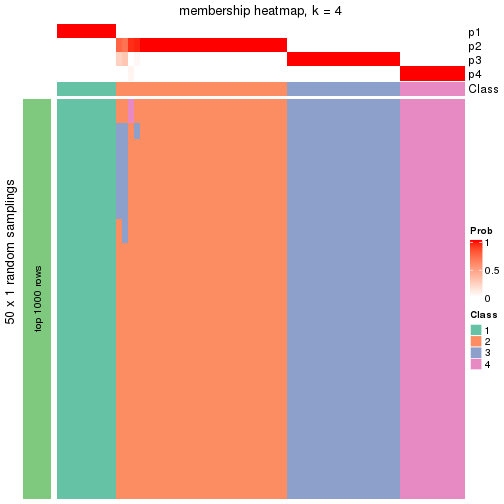 membership heatmap, k = 4
p1
p2
p3
p4
Class
50 x 1 random samplings
top 1000 rows
Prob
1
0.5
0
Class
1
2
3
4